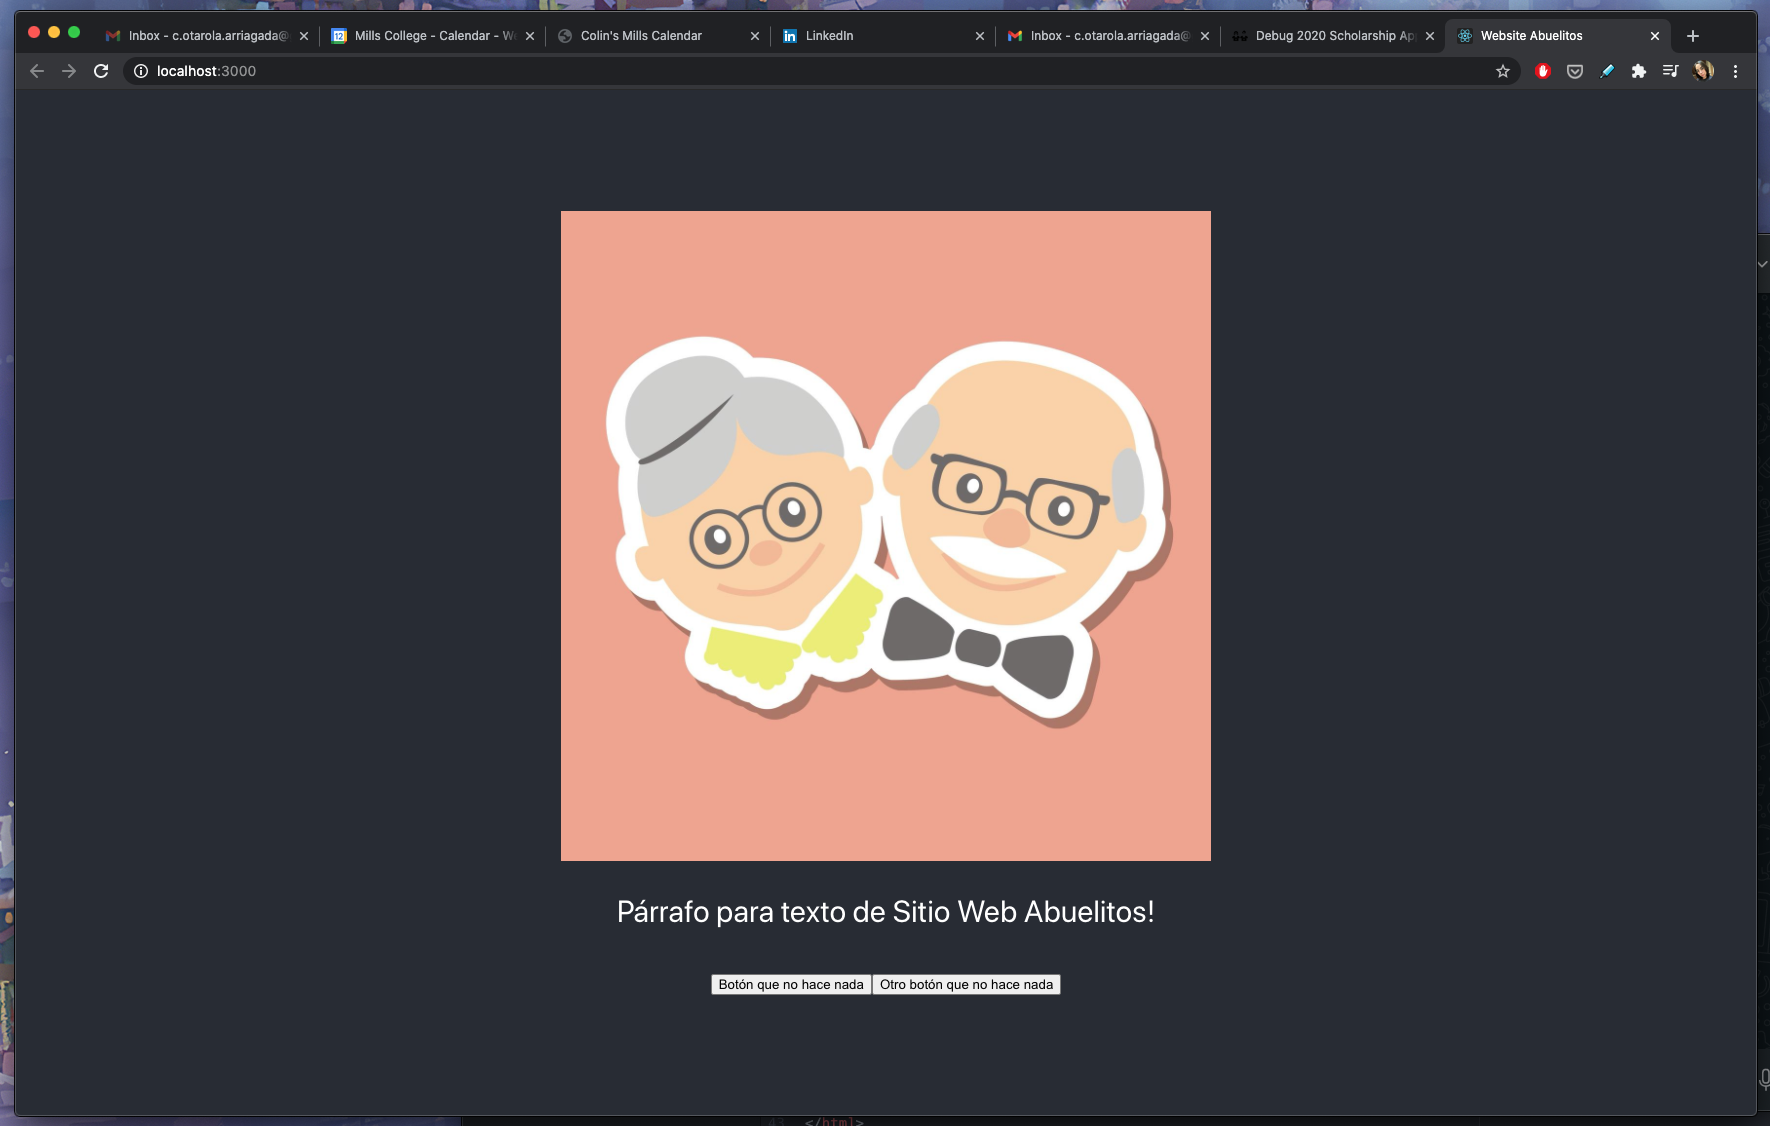 Inbox - c.otarola.arriagada@
12
Mills College - Calendar - W
Colin's Mills Calendar
in
LinkedIn
Inbox - c.otarola.arriagada@
Debug 2020 Scholarship Ap
Website Abuelitos
localhost:3000
Párrafo para texto de Sitio Web Abuelitos!
Botón que no hace nada
Otro botón que no hace nada
</html>